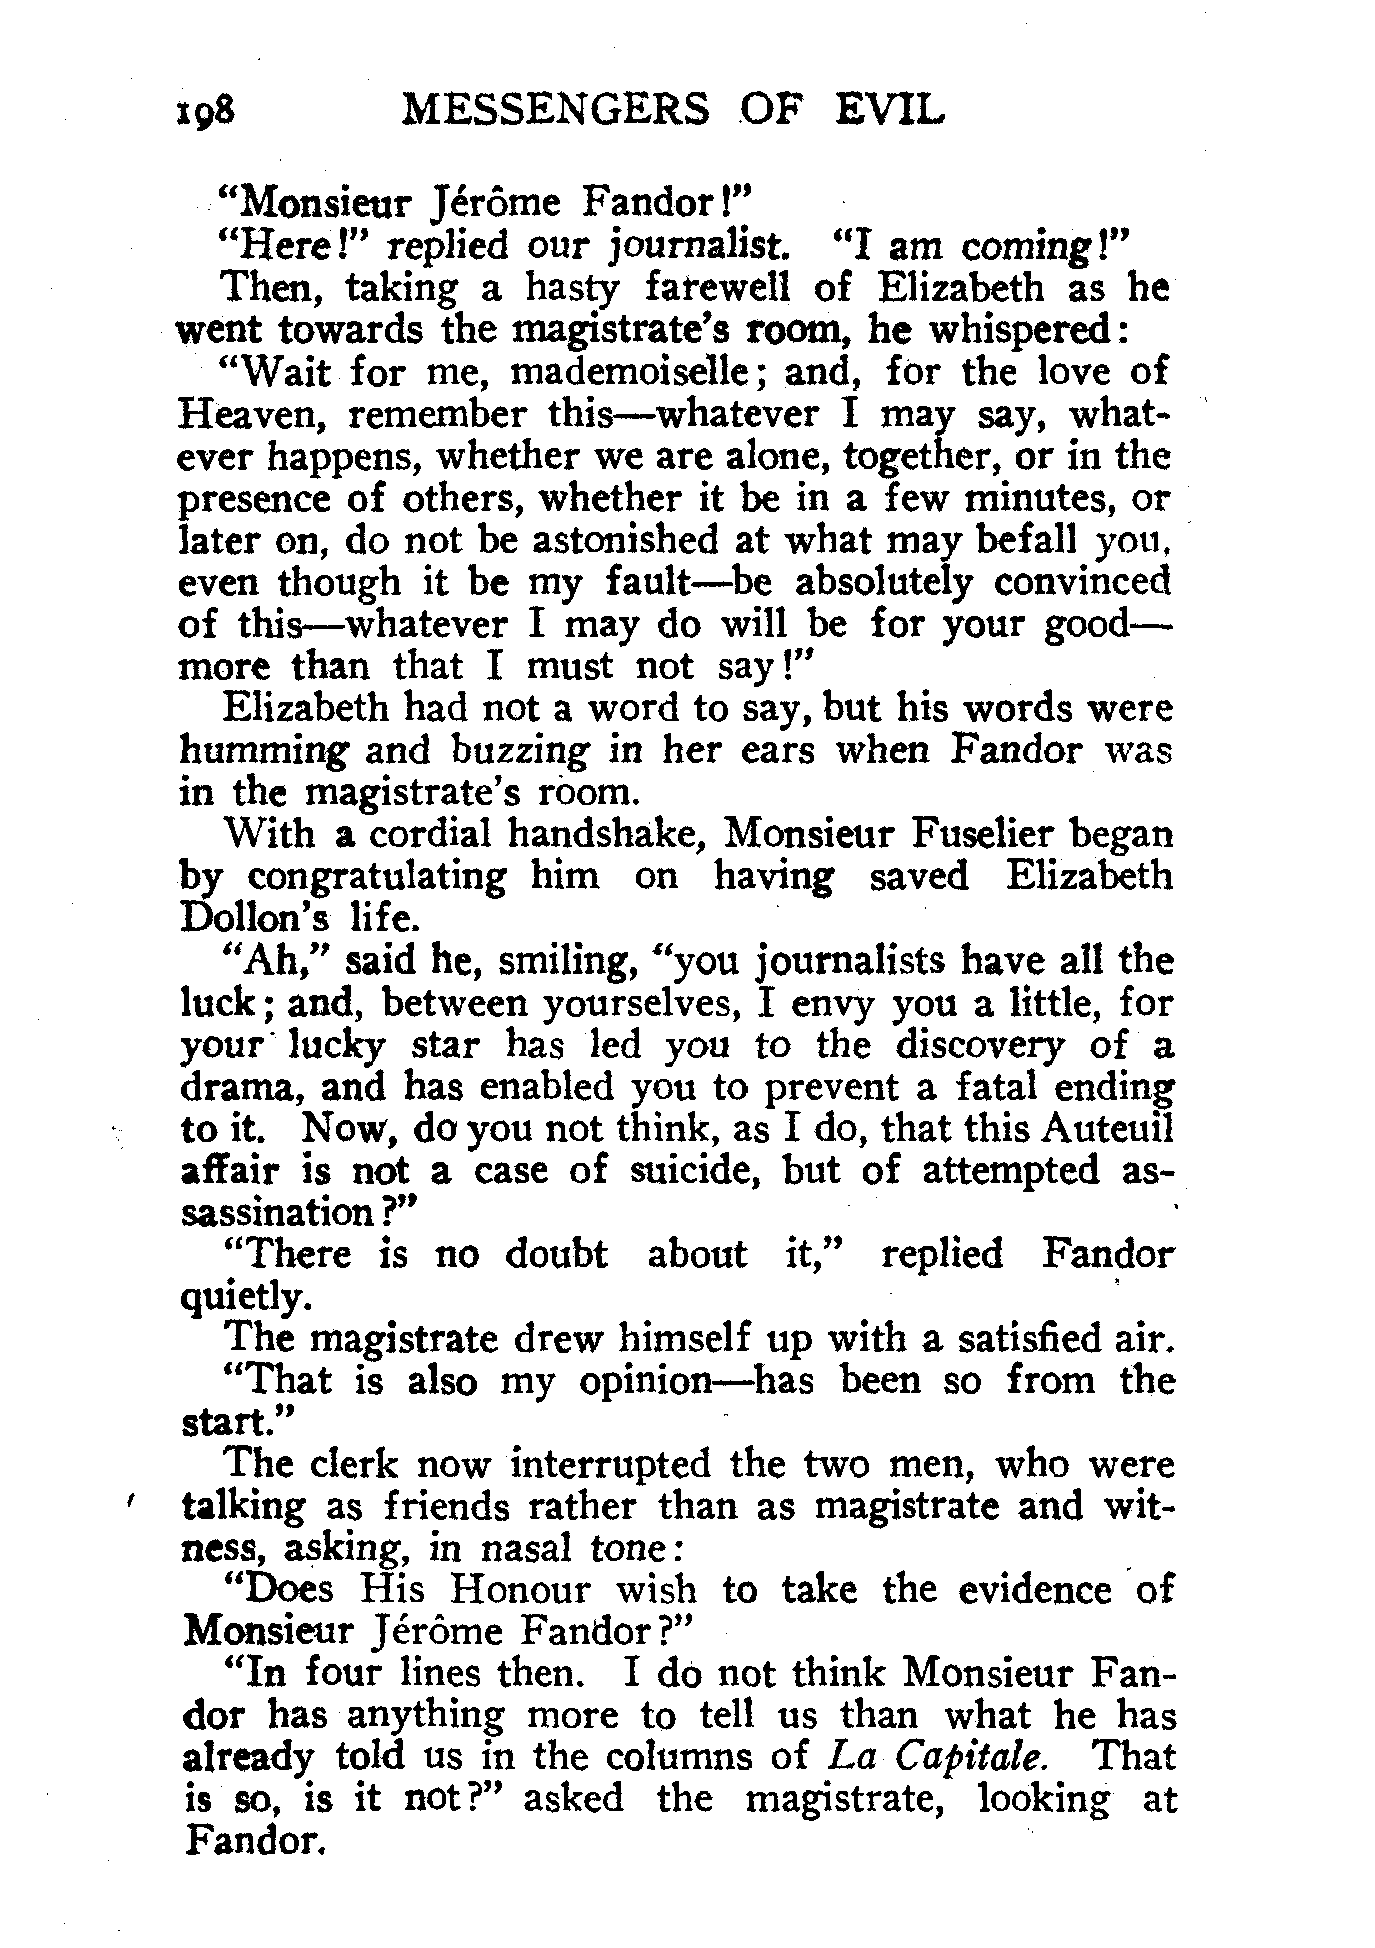 198 MESSENGERS OF EVIL
"Monsieur Jérôme Fandor!"
"Here!" replied our journalist. "I am coming!"
Then, taking a hasty farewell of Elizabeth as he
went towards the magistrate's room, he whispered:
"Wait for me, mademoiselle; and, for the love of
Heaven, remember this—whatever I may say, what-
ever happens, whether we are alone, together, or in the
presence of others, whether it be in a few minutes, or
later on, do not be astonished at what may befall you,
even though it be my fault—be absolutely convinced
of this—whatever I may do will be for your good—
more than that I must not say!"
Elizabeth had not a word to say, but his words were
humming and buzzing in her ears when Fandor was
in the magistrate's room.
With a cordial handshake, Monsieur Fuselier began
by congratulating him on having saved Elizabeth
Dollon's life.
"Ah," said he, smiling, "you journalists have all the
luck; and, between yourselves, I envy you a little, for
your lucky star has led you to the discovery of a
drama, and has enabled you to prevent a fatal ending
to it. Now, do you not think, as I do, that this Auteuil
affair is not a case of suicide, but of attempted as-
sassination?"
"There is no doubt about it," replied Fandor
quietly.
The magistrate drew himself up with a satisfied air.
"That is also my opinion—has been so from the
start."
The clerk now interrupted the two men, who were
talking as friends rather than as magistrate and wit-
ness, asking, in nasal tone:
"Does His Honour wish to take the evidence of
Monsieur Jérôme Fandor?"
"In four lines then. I do not think Monsieur Fan-
dor has anything more to tell us than what he has
already told us in the columns of La Capitale. That
is so, is it not?" asked the magistrate, looking at
Fandor.